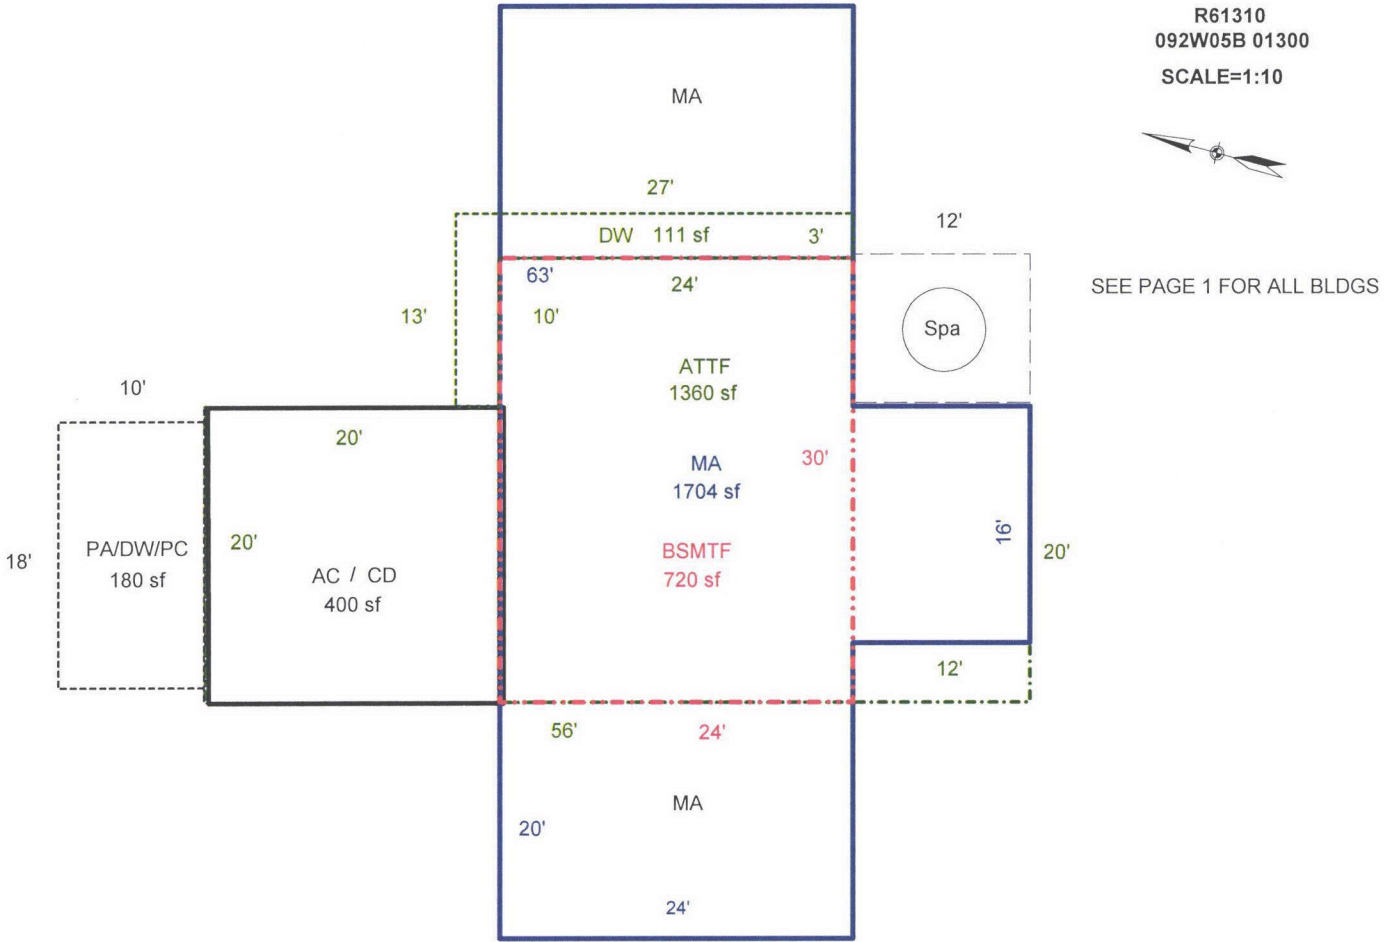 R61310
092W05B 01300
SCALE=1:10
MA
27'
DW 111 sf 3'
12'
63'
24'
SEE PAGE 1 FOR ALL BLDGS
13'
10'
Spa
ATTF
1360 sf
10'
20'
MA
1704 sf
30'
18'
PA/DW/PC
180 sf
20'
AC / CD
400 sf
BSMTF
720 sf
16'
20'
12'
56'
24'
MA
20'
24'